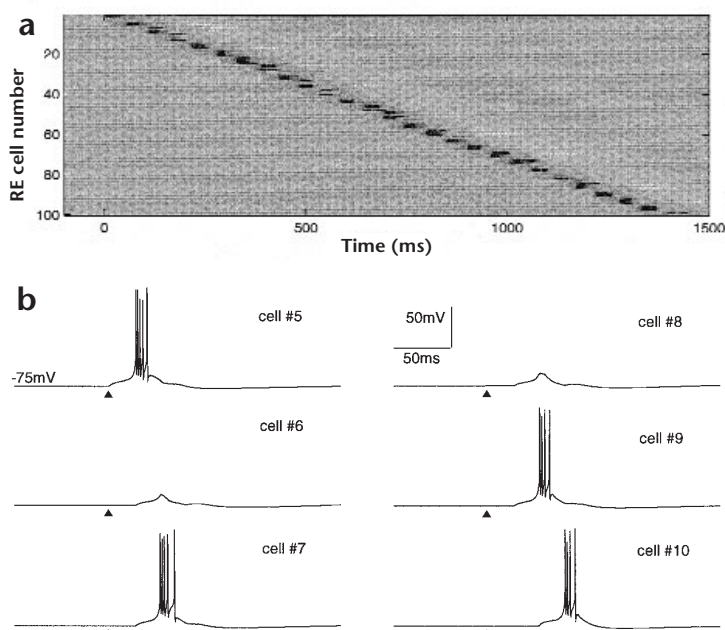 a
RE cell number
20
40
60
80
100
0
500
1000
1500
Time (ms)
b
cell #5
-75mV
50mV
50ms
cell #8
cell #6
cell #9
cell #7
cell #10